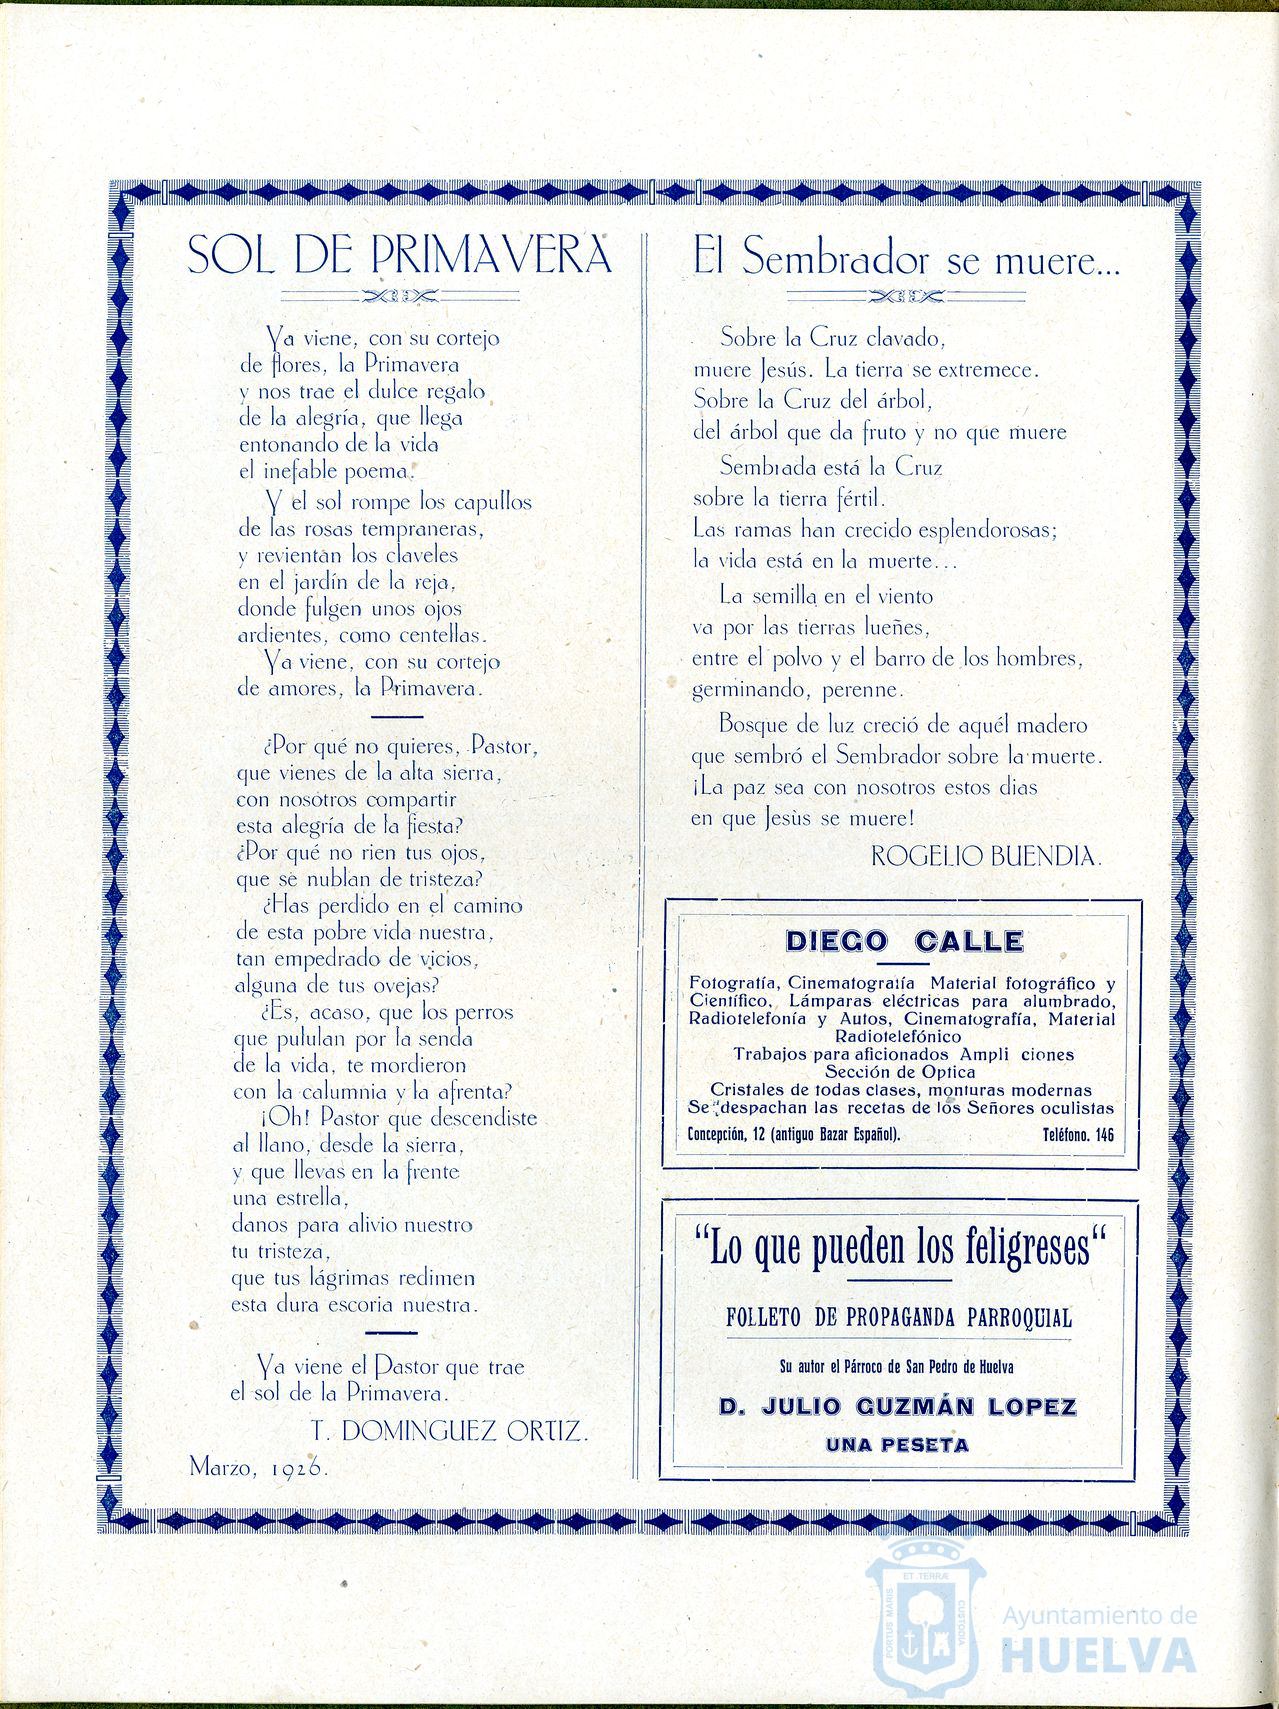 SOL DE PRIMAVERA
Ya viene, con su cortejo
de flores, la Primavera
y nos trae el dulce regalo
de la alegría, que llega
entonando de la vida
el inefable poema.
Y el sol rompe los capullos
de las rosas tempraneras,
y revientan los claveles
en el jardín de la reja,
donde fulgen unos ojos
ardientes, como centellas.
Ya viene, con su cortejo
de amores, la Primavera.
¿Por qué no quieres, Pastor,
que vienes de la alta sierra,
con nosotros compartir
esta alegría de la fiesta?
¿Por qué no rien tus ojos,
que se nublan de tristeza?
¿Has perdido en el camino
de esta pobre vida nuestra,
tan empedrado de vicios,
alguna de tus ovejas?
¿Es, acaso, que los perros
que pululan por la senda
de la vida, te mordieron
con la calumnia y la afrenta?
¡Oh! Pastor que descendiste
al llano, desde la sierra,
y que llevas en la frente
una estrella,
danos para alivio nuestro
tu tristeza,
que tus lágrimas redimen
esta dura escoria nuestra.
Ya viene el Pastor que trae
el sol de la Primavera.
T. DOMINGUEZ ORTIZ.
Marzo, 1926.
El Sembrador se muere...
Sobre la Cruz clavado,
muere Jesús. La tierra se extremece.
Sobre la Cruz del árbol,
del árbol que da fruto y no que muere
Sembrada está la Cruz
sobre la tierra fértil.
Las ramas han crecido esplendorosas;
la vida está en la muerte...
La semilla en el viento
va por las tierras lueñes,
entre el polvo y el barro de los hombres,
germinando, perenne.
Bosque de luz creció de aquél madero
que sembró el Sembrador sobre la muerte.
¡La paz sea con nosotros estos dias
en que Jesùs se muere!
ROGELIO BUENDIA.
DIEGO CALLE
Fotografía, Cinematografía Material fotográfico y
Científico, Lámparas eléctricas para alumbrado,
Radiotelefonía y Autos, Cinematografía, Material
Radiotelefónico
Trabajos para aficionados Ampli ciones
Sección de Optica
Cristales de todas clases, monturas modernas
Se despachan las recetas de los Señores oculistas
Concepción, 12 (antiguo Bazar Español). Teléfono. 146
"Lo que pueden los feligreses"
FOLLETO DE PROPAGANDA PARROQUIAL
Su autor el Párroco de San Pedro de Huelva
D. JULIO GUZMÁN LOPEZ
UNA PESETA
PORTUS MARIS ET TERRÆ CUSTODIA
Ayuntamiento de
HUELVA